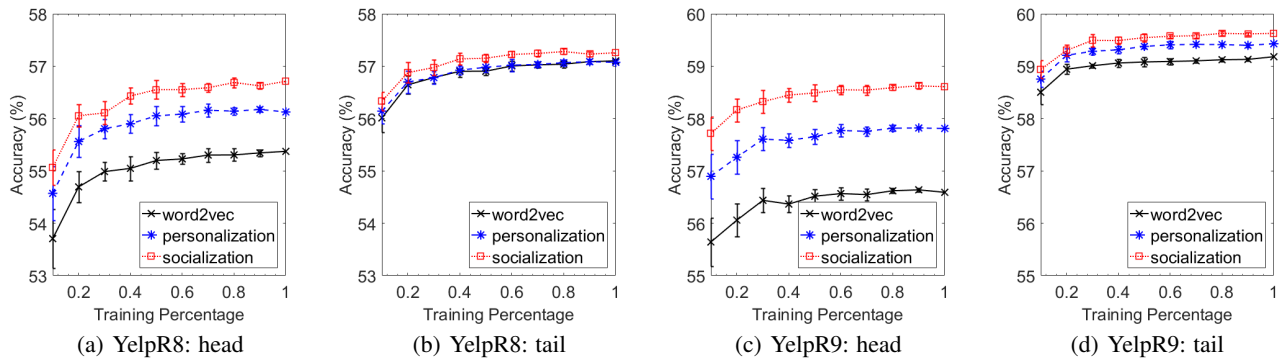 58
57
56
55
54
53
Accuracy (%)
0.2 0.4 0.6 0.8 1
Training Percentage
word2vec
personalization
socialization
(a) YelpR8: head
58
57
56
55
54
53
Accuracy (%)
0.2 0.4 0.6 0.8 1
Training Percentage
word2vec
personalization
socialization
(b) YelpR8: tail
60
59
58
57
56
55
Accuracy (%)
0.2 0.4 0.6 0.8 1
Training Percentage
word2vec
personalization
socialization
(c) YelpR9: head
60
59
58
57
56
55
Accuracy (%)
0.2 0.4 0.6 0.8 1
Training Percentage
word2vec
personalization
socialization
(d) YelpR9: tail